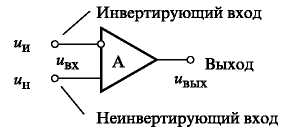 Инвертирующий вход
uи
uвх
A
Выход
uн
uвых
Неинвертирующий вход